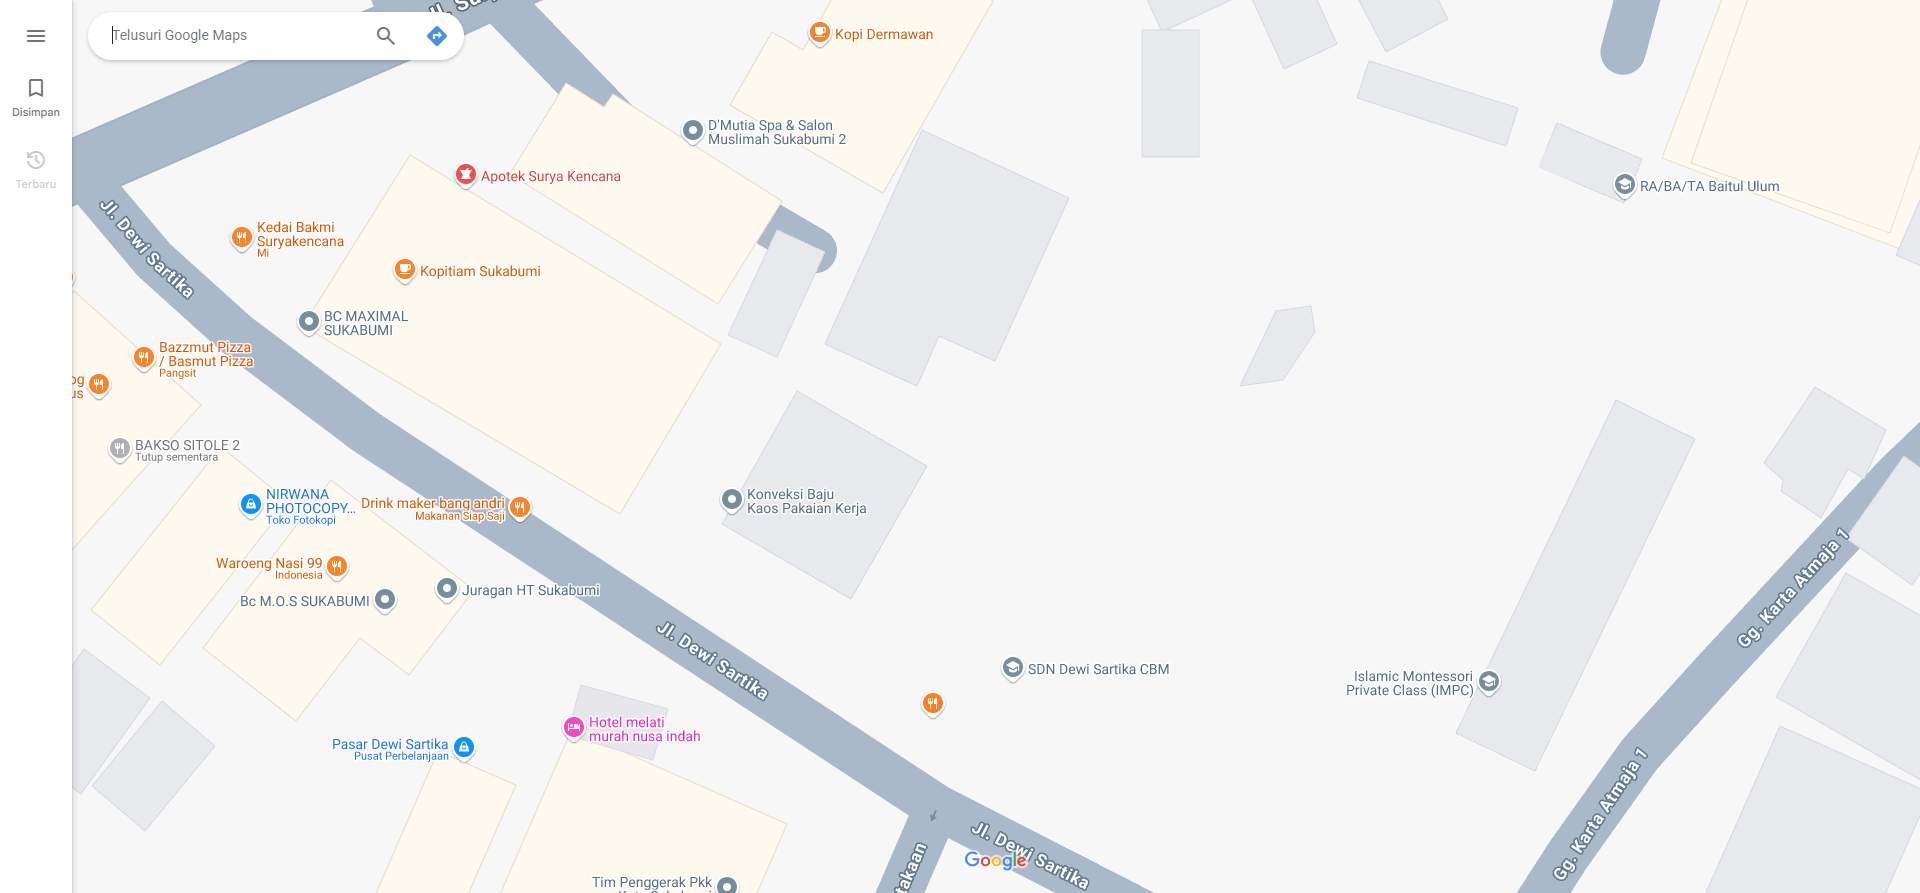 Telusuri Google Maps
Disimpan
Terbaru
Kopi Dermawan
D'Mutia Spa & Salon
Muslimah Sukabumi 2
Apotek Surya Kencana
RA/BA/TA Baitul Ulum
Jl. Dewi Sartika
Kedai Bakmi
Suryakencana
Mi
Kopitiam Sukabumi
BC MAXIMAL
SUKABUMI
Bazzmut Pizza
/ Basmut Pizza
Pangsit
BAKSO SITOLE 2
Tutup sementara
NIRWANA
PHOTOCOPY...
Toko Fotokopi
Drink maker bang andri
Makanan Siap Saji
Konveksi Baju
Kaos Pakaian Kerja
Waroeng Nasi 99
Indonesia
Bc M.O.S SUKABUMI
Juragan HT Sukabumi
Gg. Karta Atmaja 1
Jl. Dewi Sartika
SDN Dewi Sartika CBM
Islamic Montessori
Private Class (IMPC)
Hotel melati
murah nusa indah
Pasar Dewi Sartika
Pusat Perbelanjaan
Gg. Karta Atmaja 1
Jl. Dewi Sartika
Google
Tim Penggerak Pkk